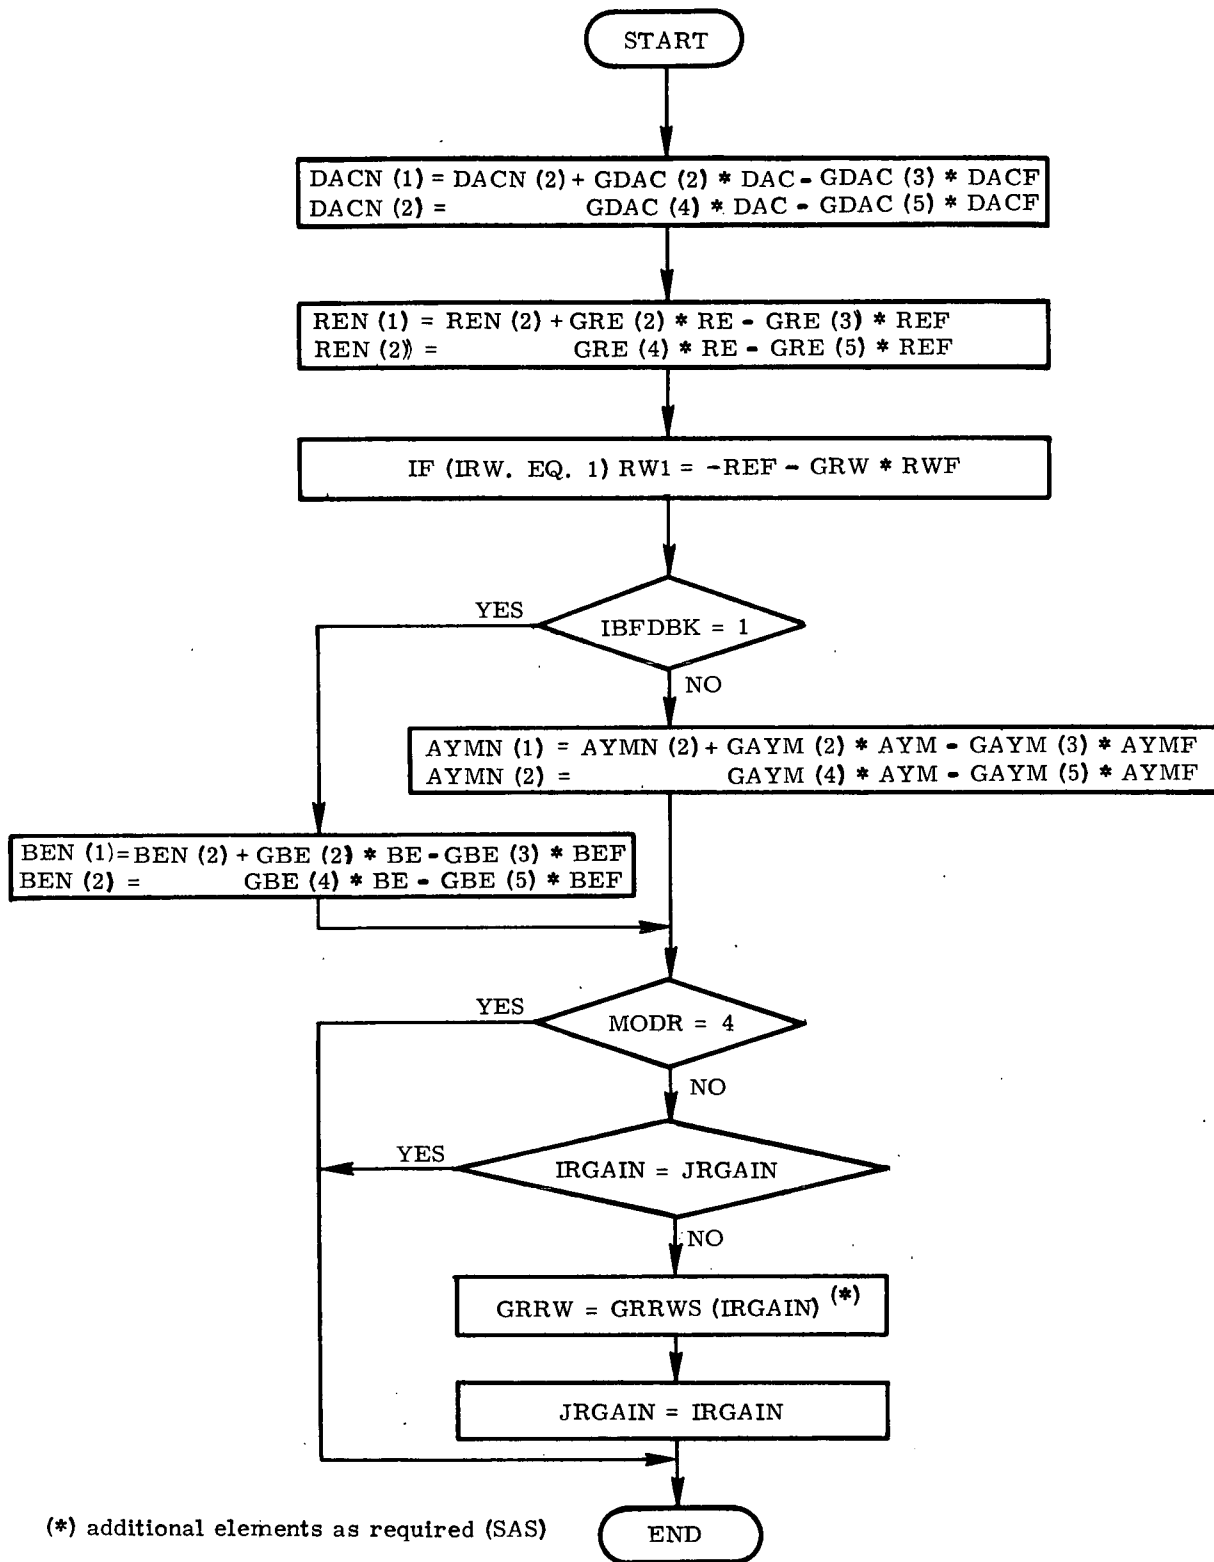 START
DACN (1) = DACN (2) + GDAC (2) * DAC - GDAC (3) * DACF
DACN (2) = GDAC (4) * DAC - GDAC (5) * DACF
REN (1) = REN (2) + GRE (2) * RE - GRE (3) * REF
REN (2) = GRE (4) * RE - GRE (5) * REF
IF (IRW. EQ. 1) RW1 = -REF - GRW * RWF
YES
IBFDBK = 1
NO
AYMN (1) = AYMN (2) + GAYM (2) * AYM - GAYM (3) * AYMF
AYMN (2) = GAYM (4) * AYM - GAYM (5) * AYMF
BEN (1) = BEN (2) + GBE (2) * BE - GBE (3) * BEF
BEN (2) = GBE (4) * BE - GBE (5) * BEF
YES
MODR = 4
NO
YES
IRGAIN = JRGAIN
NO
GRRW = GRRWS (IRGAIN) (*)
JRGAIN = IRGAIN
(*) additional elements as required (SAS)
END